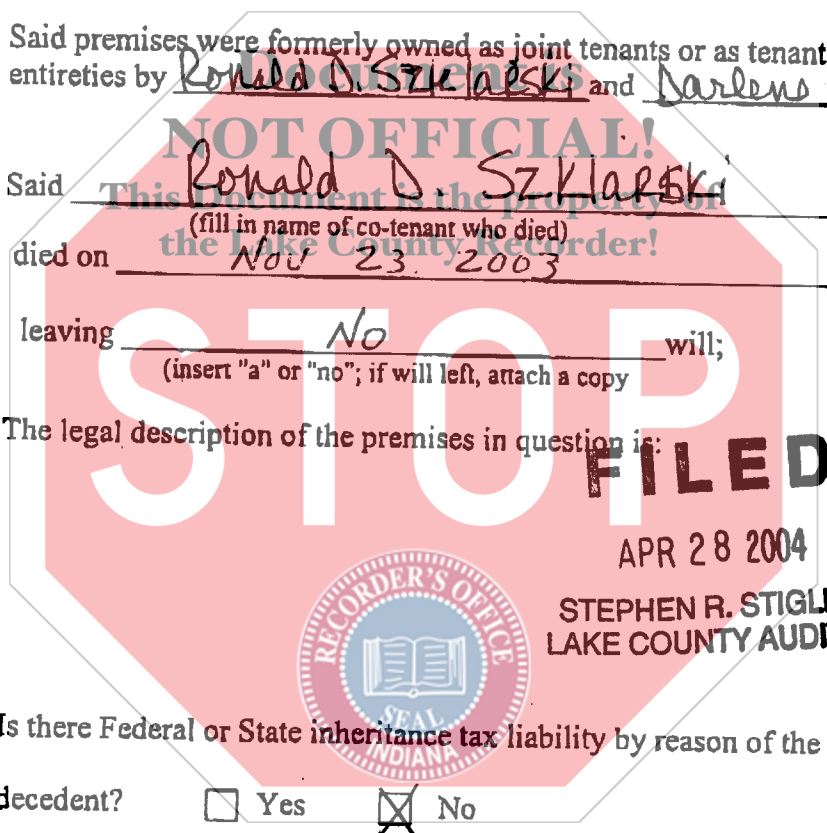 Said premises were formerly owned as joint tenants or as tenant
entireties by Ronald D. Szklarski and Darlene
Document is
NOT OFFICIAL!
Said Ronald D. Szklarski
This Document is the property of
(fill in name of co-tenant who died)
the Lake County Recorder!
died on Nov 23. 2003
STOP
leaving No will;
(insert "a" or "no"; if will left, attach a copy
The legal description of the premises in question is:
FILED
APR 28 2004
STEPHEN R. STIGL
LAKE COUNTY AUDI
RECORDER'S OFFICE
SEAL
INDIANA
Is there Federal or State inheritance tax liability by reason of the
decedent? Yes No